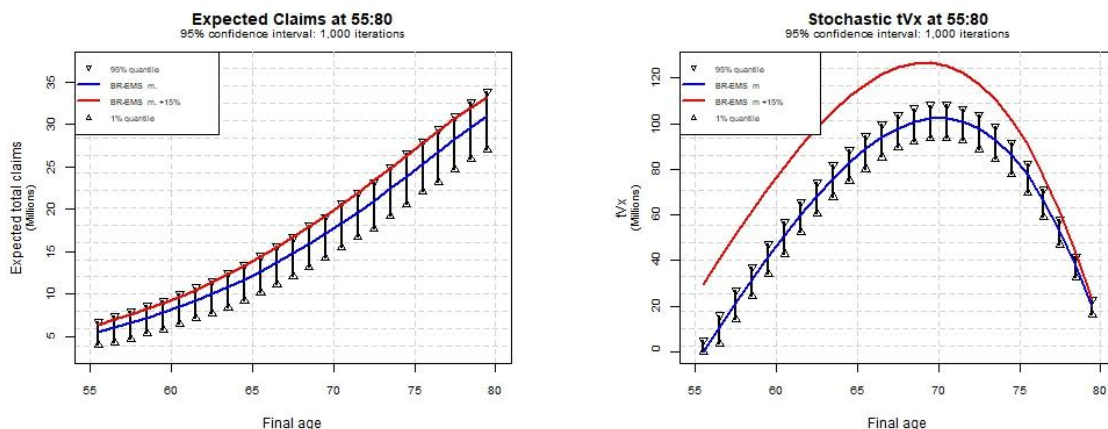 Expected Claims at 55:80
95% confidence interval: 1,000 iterations
95% quantile
BR-EMS m.
BR-EMS m. +15%
1% quantile
Expected total claims
(Millions)
35
30
25
20
15
10
5
55 60 65 70 75 80
Final age
Stochastic tVx at 55:80
95% confidence interval: 1,000 iterations
95% quantile
BR-EMS m
BR-EMS m +15%
1% quantile
tVx
(Millions)
120
100
80
60
40
20
0
55 60 65 70 75 80
Final age